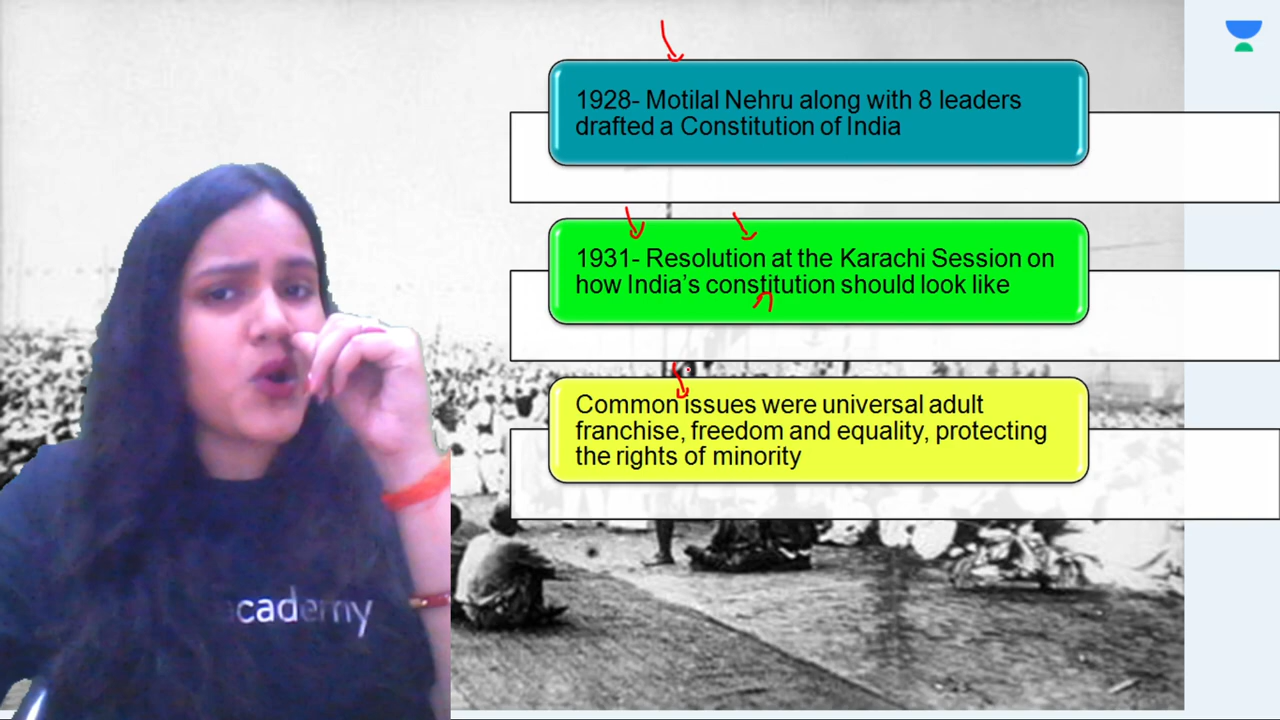 1928- Motilal Nehru along with 8 leaders
drafted a Constitution of India
1931- Resolution at the Karachi Session on
how India's constitution should look like
Common issues were universal adult
franchise, freedom and equality, protecting
the rights of minority
cademy